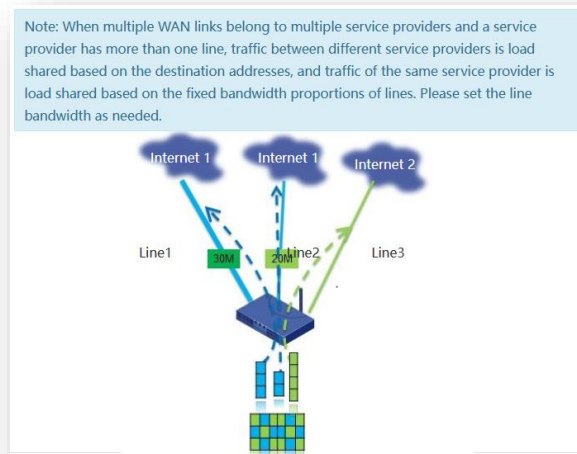 Note: When multiple WAN links belong to multiple service providers and a service
provider has more than one line, traffic between different service providers is load
shared based on the destination addresses, and traffic of the same service provider is
load shared based on the fixed bandwidth proportions of lines. Please set the line
bandwidth as needed.
Internet 1 Internet 1 Internet 2
Line1 30M 20M Line2 Line3